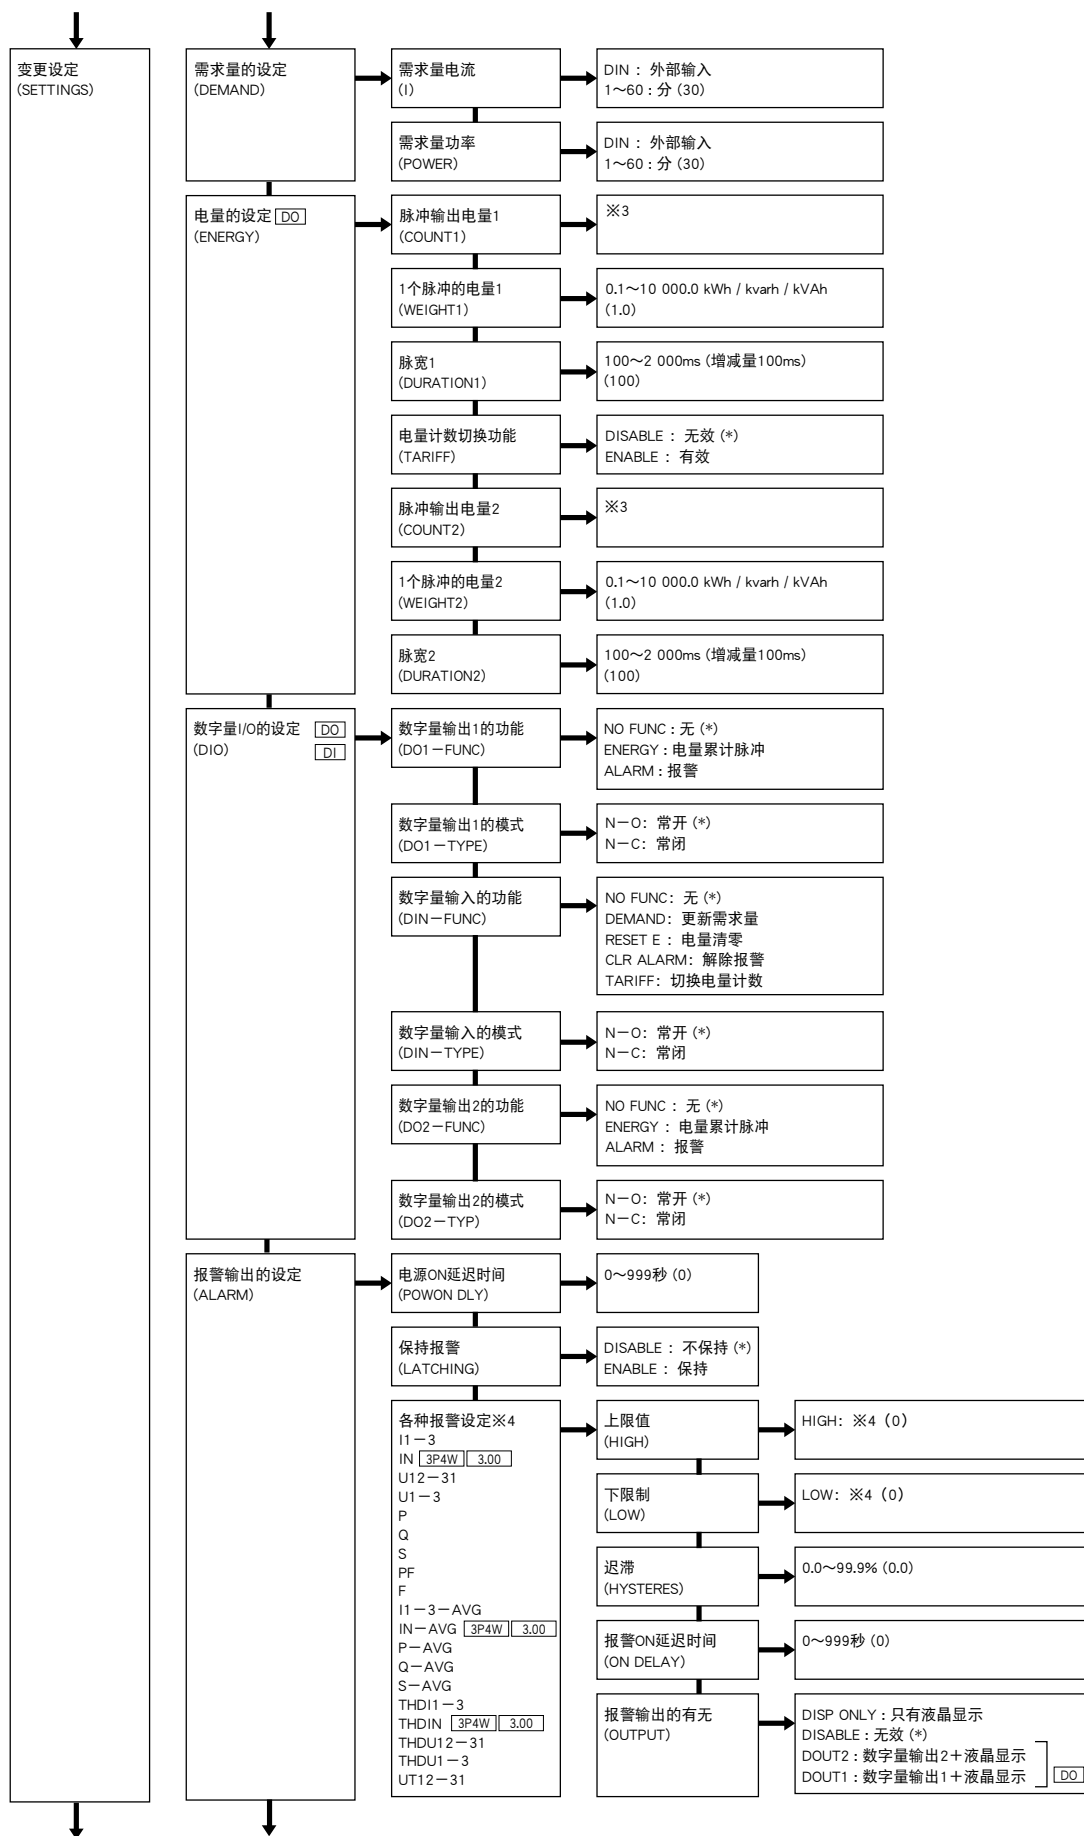 变更设定
(SETTINGS)
需求量的设定
(DEMAND)
需求量电流
(I)
DIN : 外部输入
1～60 : 分 (30)
需求量功率
(POWER)
DIN : 外部输入
1～60 : 分 (30)
电量的设定 DO
(ENERGY)
脉冲输出电量1
(COUNT1)
※3
1个脉冲的电量1
(WEIGHT1)
0.1～10 000.0 kWh / kvarh / kVAh
(1.0)
脉宽1
(DURATION1)
100～2 000ms (增减量100ms)
(100)
电量计数切换功能
(TARIFF)
DISABLE : 无效 (*)
ENABLE : 有效
脉冲输出电量2
(COUNT2)
※3
1个脉冲的电量2
(WEIGHT2)
0.1～10 000.0 kWh / kvarh / kVAh
(1.0)
脉宽2
(DURATION2)
100～2 000ms (增减量100ms)
(100)
数字量I/O的设定 DO
(DIO) DI
数字量输出1的功能
(DO1－FUNC)
NO FUNC : 无 (*)
ENERGY : 电量累计脉冲
ALARM : 报警
数字量输出1的模式
(DO1－TYPE)
N－O: 常开 (*)
N－C: 常闭
数字量输入的功能
(DIN－FUNC)
NO FUNC: 无 (*)
DEMAND: 更新需求量
RESET E : 电量清零
CLR ALARM: 解除报警
TARIFF: 切换电量计数
数字量输入的模式
(DIN－TYPE)
N－O: 常开 (*)
N－C: 常闭
数字量输出2的功能
(DO2－FUNC)
NO FUNC : 无 (*)
ENERGY : 电量累计脉冲
ALARM : 报警
数字量输出2的模式
(DO2－TYP)
N－O: 常开 (*)
N－C: 常闭
报警输出的设定
(ALARM)
电源ON延迟时间
(POWON DLY)
0～999秒 (0)
保持报警
(LATCHING)
DISABLE : 不保持 (*)
ENABLE : 保持
各种报警设定※4
I1－3
IN 3P4W 3.00
U12－31
U1－3
P
Q
S
PF
F
I1－3－AVG
IN－AVG 3P4W 3.00
P－AVG
Q－AVG
S－AVG
THDI1－3
THDIN 3P4W 3.00
THDU12－31
THDU1－3
UT12－31
上限值
(HIGH)
HIGH: ※4 (0)
下限制
(LOW)
LOW: ※4 (0)
迟滞
(HYSTERES)
0.0～99.9% (0.0)
报警ON延迟时间
(ON DELAY)
0～999秒 (0)
报警输出的有无
(OUTPUT)
DISP ONLY : 只有液晶显示
DISABLE : 无效 (*)
DOUT2 : 数字量输出2＋液晶显示
DOUT1 : 数字量输出1＋液晶显示 DO